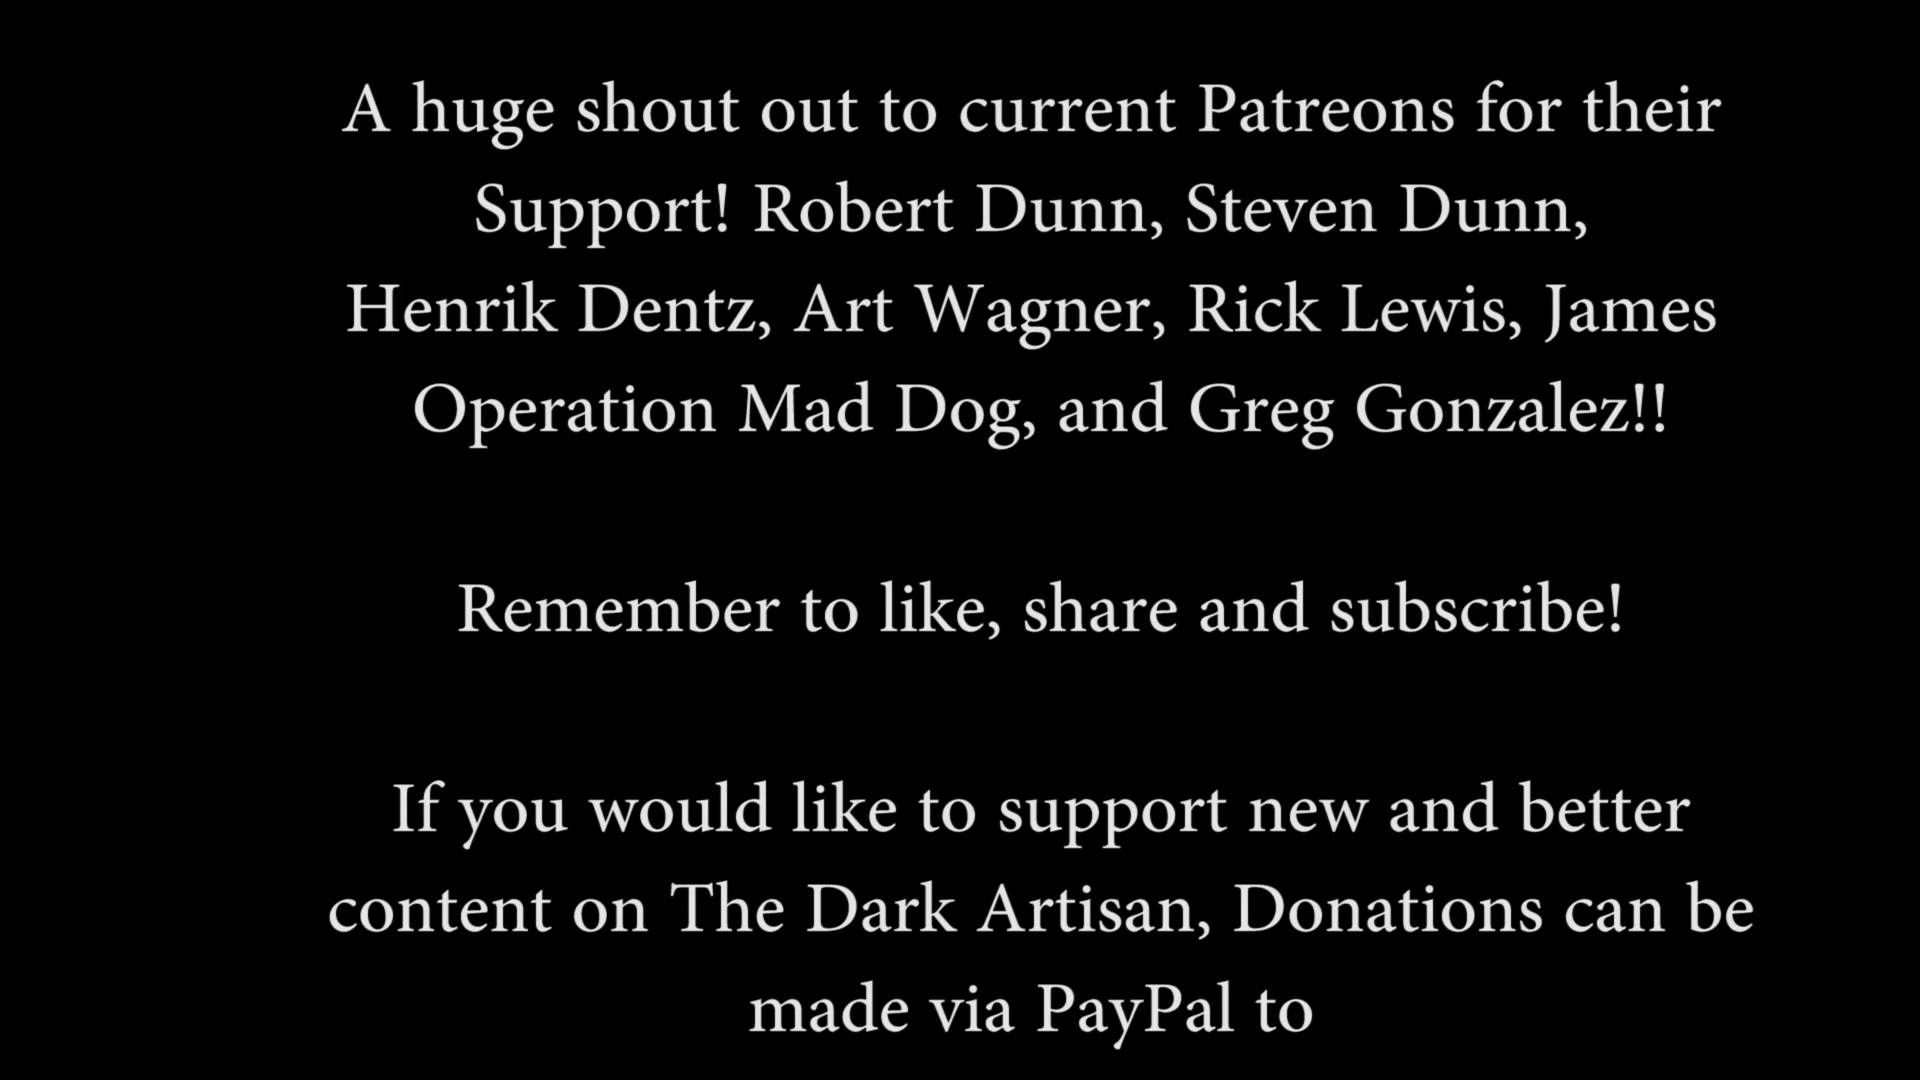 A huge shout out to current Patreons for their
Support! Robert Dunn, Steven Dunn,
Henrik Dentz, Art Wagner, Rick Lewis, James
Operation Mad Dog, and Greg Gonzalez!!
Remember to like, share and subscribe!
If you would like to support new and better
content on The Dark Artisan, Donations can be
made via PayPal to